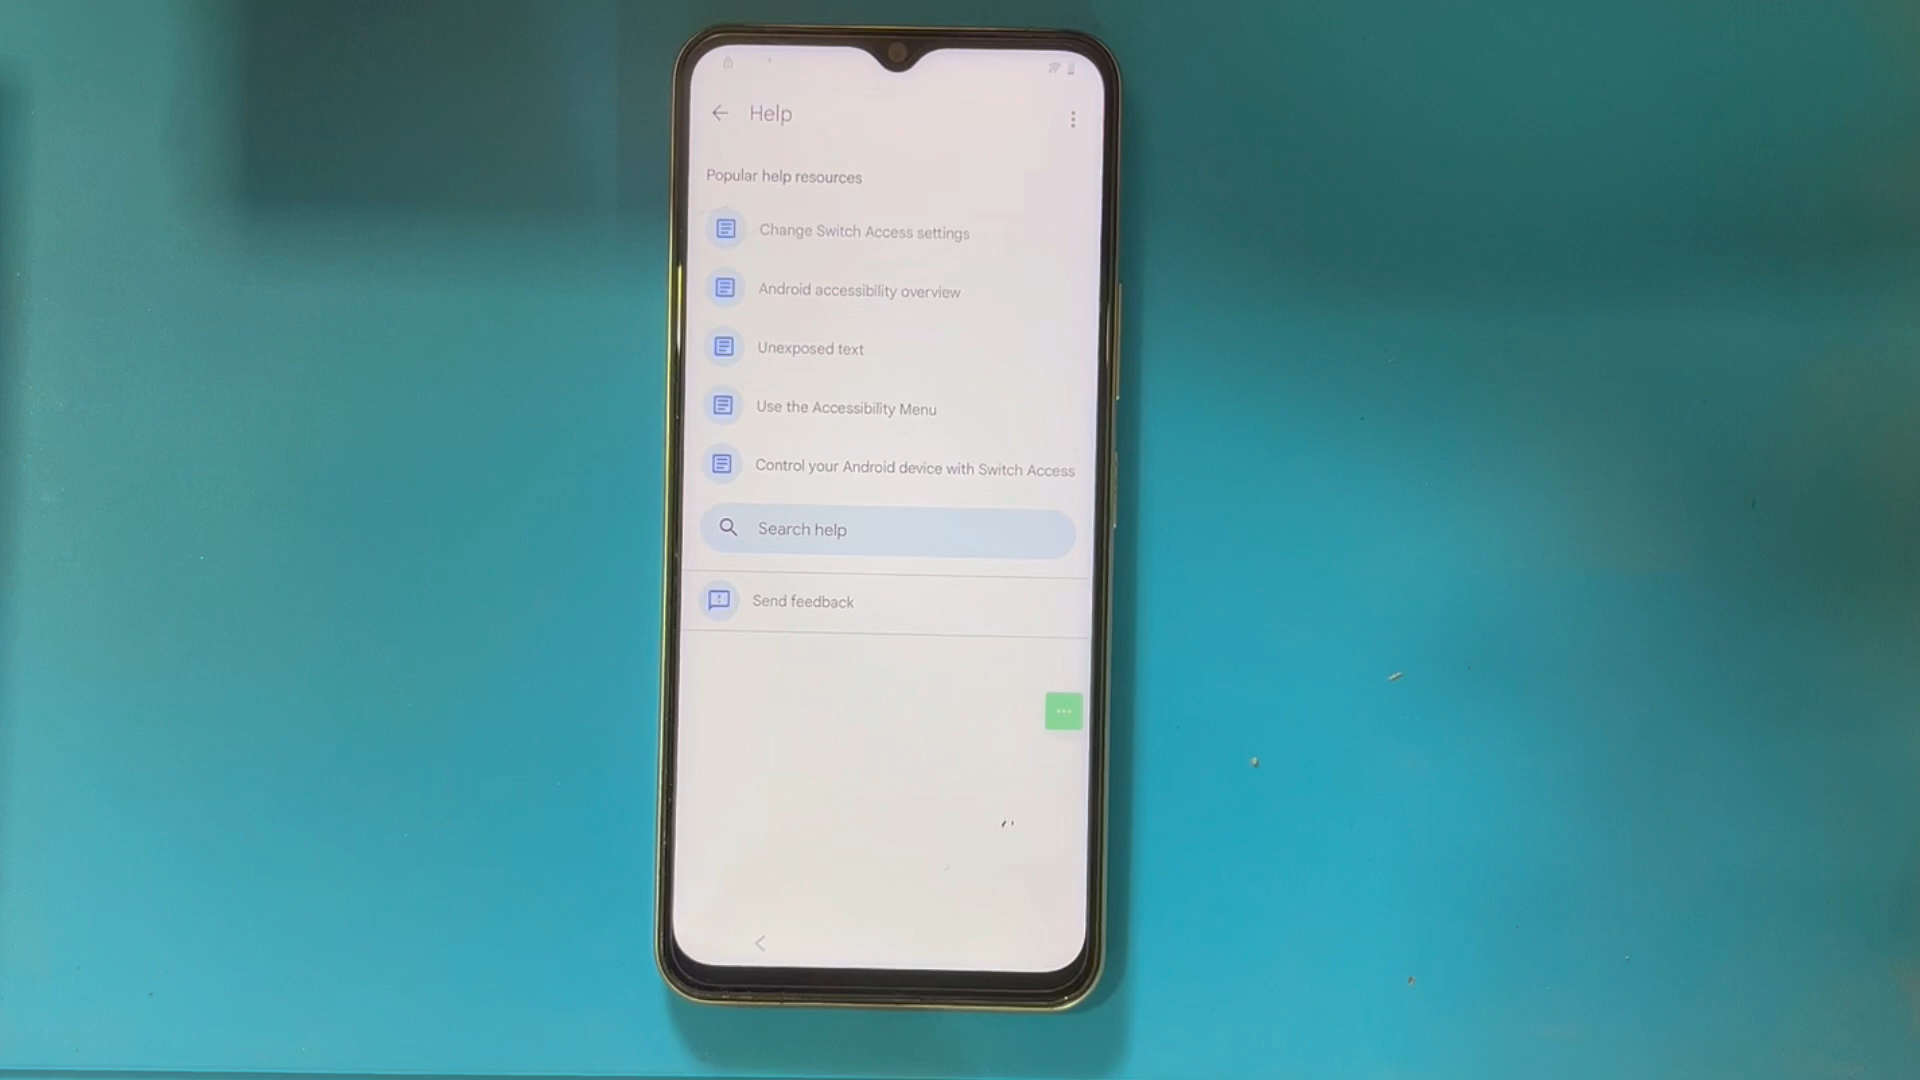 Help
Popular help resources
Change Switch Access settings
Android accessibility overview
Unexposed text
Use the Accessibility Menu
Control your Android device with Switch Access
Search help
Send feedback